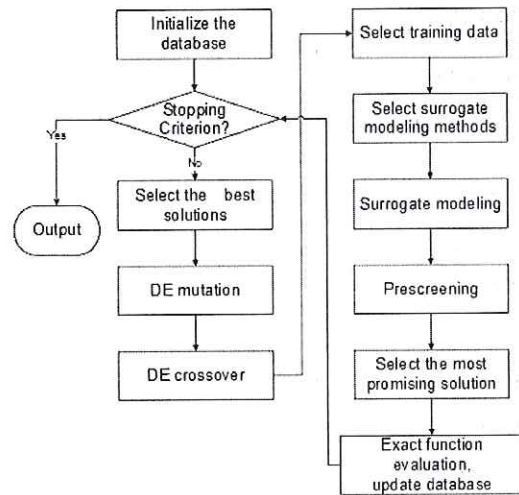 Initialize the
database
Stopping
Criterion?
Yes
No
Output
Select the best
solutions
DE mutation
DE crossover
Select training data
Select surrogate
modeling methods
Surrogate modeling
Prescreening
Select the most
promising solution
Exact function
evaluation,
update database